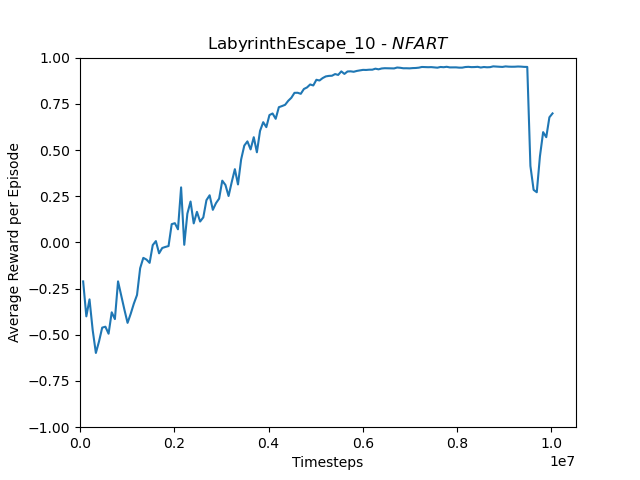 LabyrinthEscape_10 - NFART
Average Reward per Episode
1.00
0.75
0.50
0.25
0.00
−0.25
−0.50
−0.75
−1.00
0.0 0.2 0.4 0.6 0.8 1.0
1e7
Timesteps